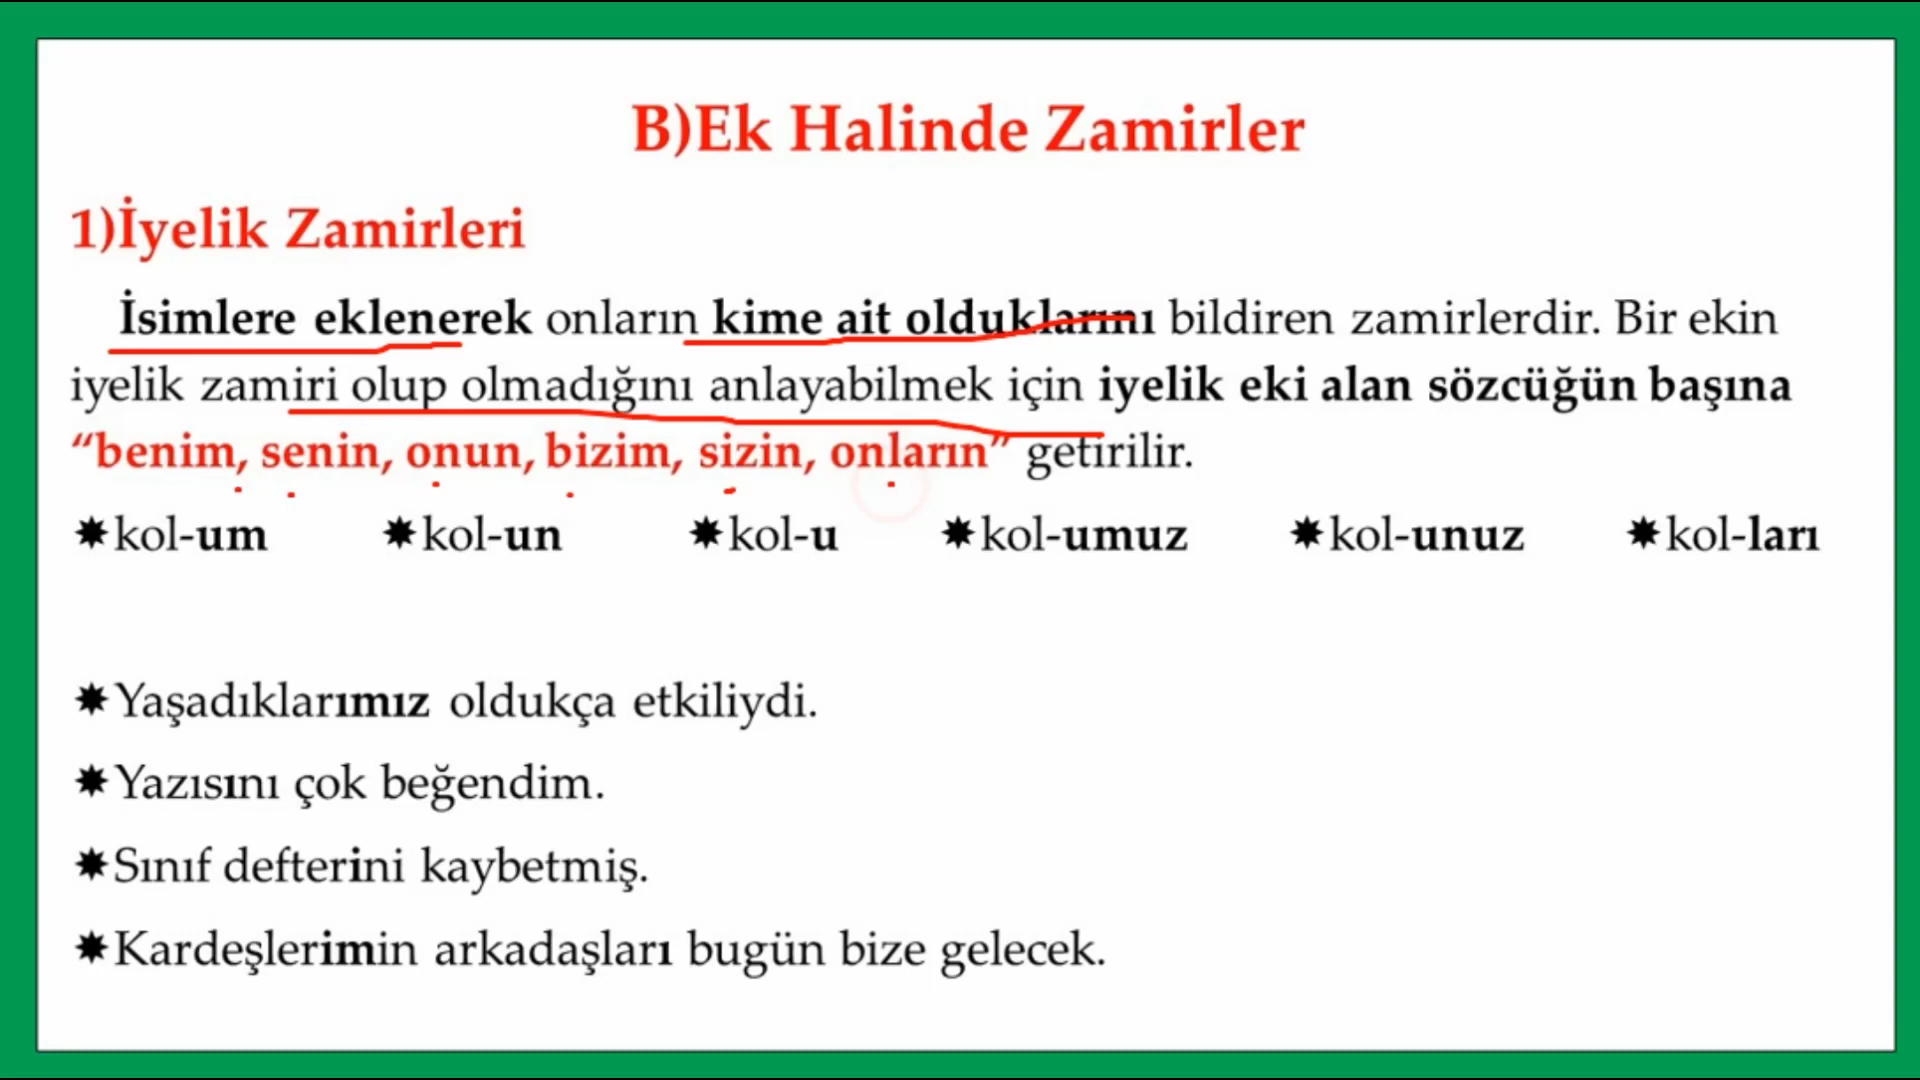 B)Ek Halinde Zamirler
1)İyelik Zamirleri
İsimlere eklenerek onların kime ait olduklarını bildiren zamirlerdir. Bir ekin
iyelik zamiri olup olmadığını anlayabilmek için iyelik eki alan sözcüğün başına
“benim, senin, onun, bizim, sizin, onların” getirilir.
✷kol-um ✷kol-un ✷kol-u ✷kol-umuz ✷kol-unuz ✷kol-ları
✷Yaşadıklarımız oldukça etkiliydi.
✷Yazısını çok beğendim.
✷Sınıf defterini kaybetmiş.
✷Kardeşlerimin arkadaşları bugün bize gelecek.